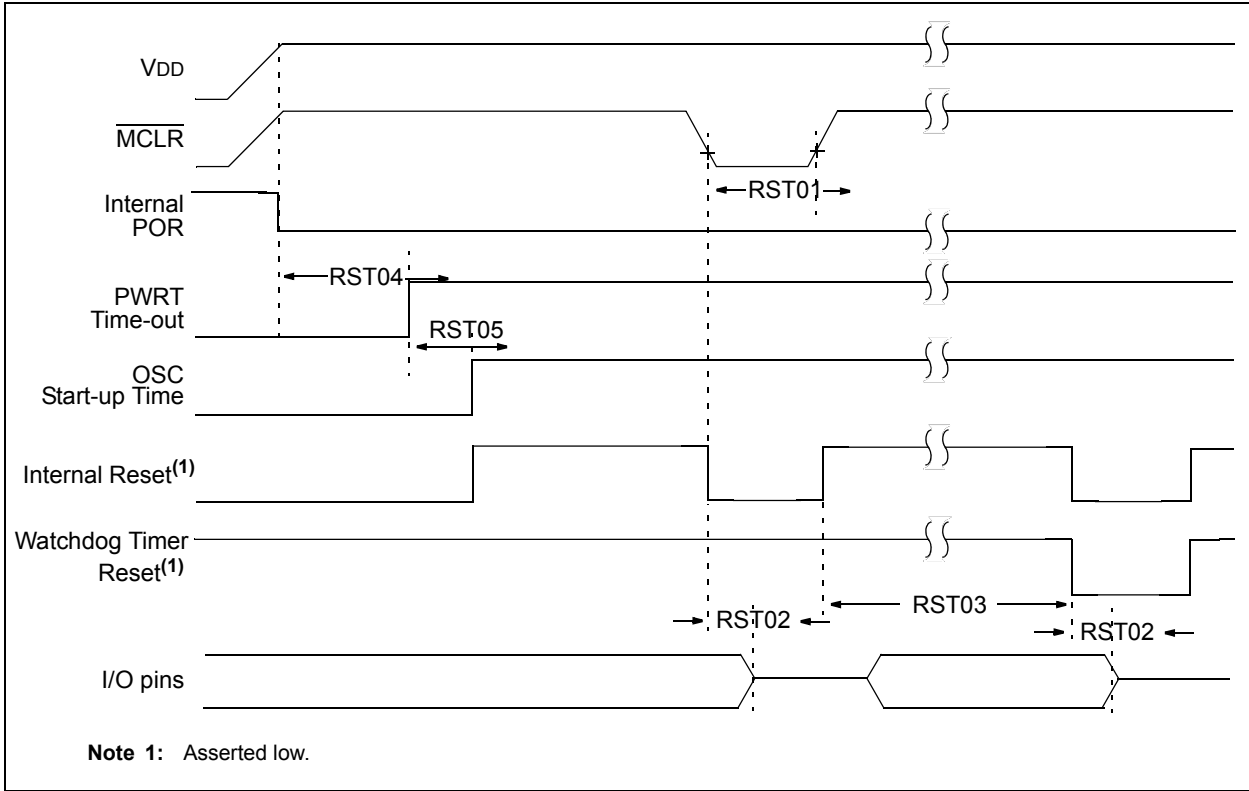 VDD
MCLR
RST01
Internal
POR
RST04
PWRT
Time-out
RST05
OSC
Start-up Time
Internal Reset(1)
Watchdog Timer
Reset(1)
RST03
RST02
RST02
I/O pins
Note 1: Asserted low.